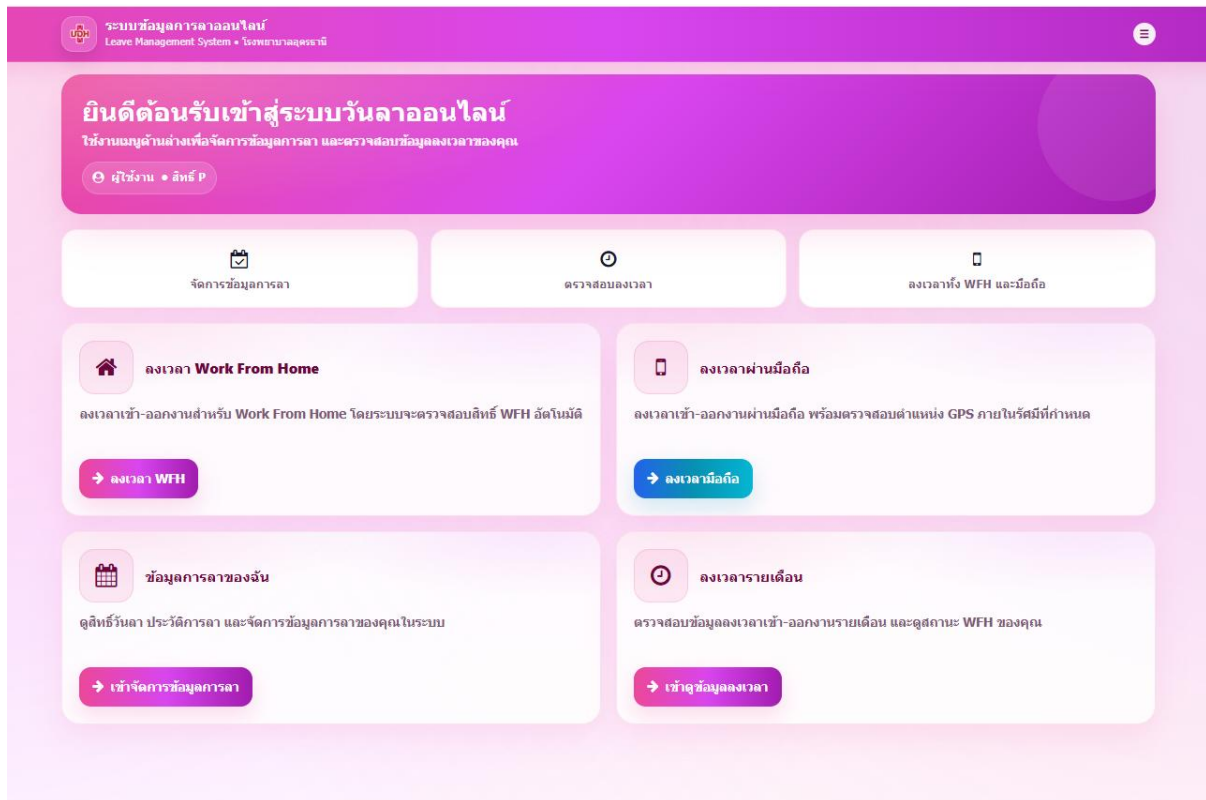 UDH
ระบบข้อมูลการลาออนไลน์
Leave Management System • โรงพยาบาลอุดรธานี
ยินดีต้อนรับเข้าสู่ระบบวันลาออนไลน์
ใช้งานเมนูด้านล่างเพื่อจัดการข้อมูลการลา และตรวจสอบข้อมูลลงเวลาของคุณ
ผู้ใช้งาน • สิทธิ์ P
จัดการข้อมูลการลา
ตรวจสอบลงเวลา
ลงเวลาทั้ง WFH และมือถือ
ลงเวลา Work From Home
ลงเวลาเข้า-ออกงานสำหรับ Work From Home โดยระบบจะตรวจสอบสิทธิ์ WFH อัตโนมัติ
ลงเวลา WFH
ลงเวลาผ่านมือถือ
ลงเวลาเข้า-ออกงานผ่านมือถือ พร้อมตรวจสอบตำแหน่ง GPS ภายในรัศมีที่กำหนด
ลงเวลามือถือ
ข้อมูลการลาของฉัน
ดูสิทธิ์วันลา ประวัติการลา และจัดการข้อมูลการลาของคุณในระบบ
เข้าจัดการข้อมูลการลา
ลงเวลารายเดือน
ตรวจสอบข้อมูลลงเวลาเข้า-ออกงานรายเดือน และดูสถานะ WFH ของคุณ
เข้าดูข้อมูลลงเวลา